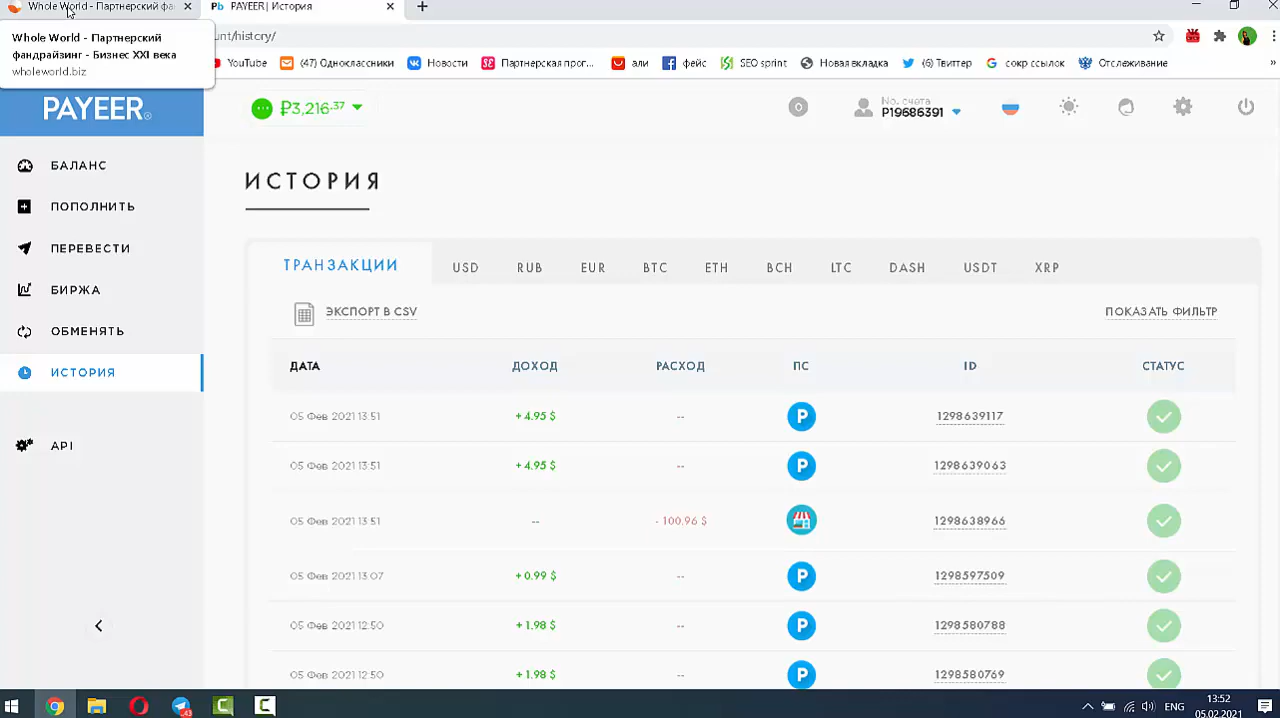 Whole World - Партнерский фа
PAYEER | История
Whole World - Партнерский
фандрайзинг - Бизнес XXI века
wholeworld.biz
unt/history/
YouTube
(47) Одноклассники
Новости
Партнерская прог...
али
фейс
SEO sprint
Новая вкладка
(6) Твиттер
сокр ссылок
Отслеживание
»
PAYEER®
₽3,216.37
0
No. счета
P19686391
БАЛАНС
ПОПОЛНИТЬ
ПЕРЕВЕСТИ
БИРЖА
ОБМЕНЯТЬ
ИСТОРИЯ
API
ИСТОРИЯ
ТРАНЗАКЦИИ USD RUB EUR BTC ETH BCH LTC DASH USDT XRP
ЭКСПОРТ В CSV ПОКАЗАТЬ ФИЛЬТР
ДАТА ДОХОД РАСХОД ПС ID СТАТУС
05 Фев 2021 13:51 + 4.95 $ -- 1298639117
05 Фев 2021 13:51 + 4.95 $ -- 1298639063
05 Фев 2021 13:51 -- - 100.96 $ 1298638966
05 Фев 2021 13:07 + 0.99 $ -- 1298597509
05 Фев 2021 12:50 + 1.98 $ -- 1298580788
05 Фев 2021 12:50 + 1.98 $ -- 1298580769
43
ENG
13:52
05.02.2021